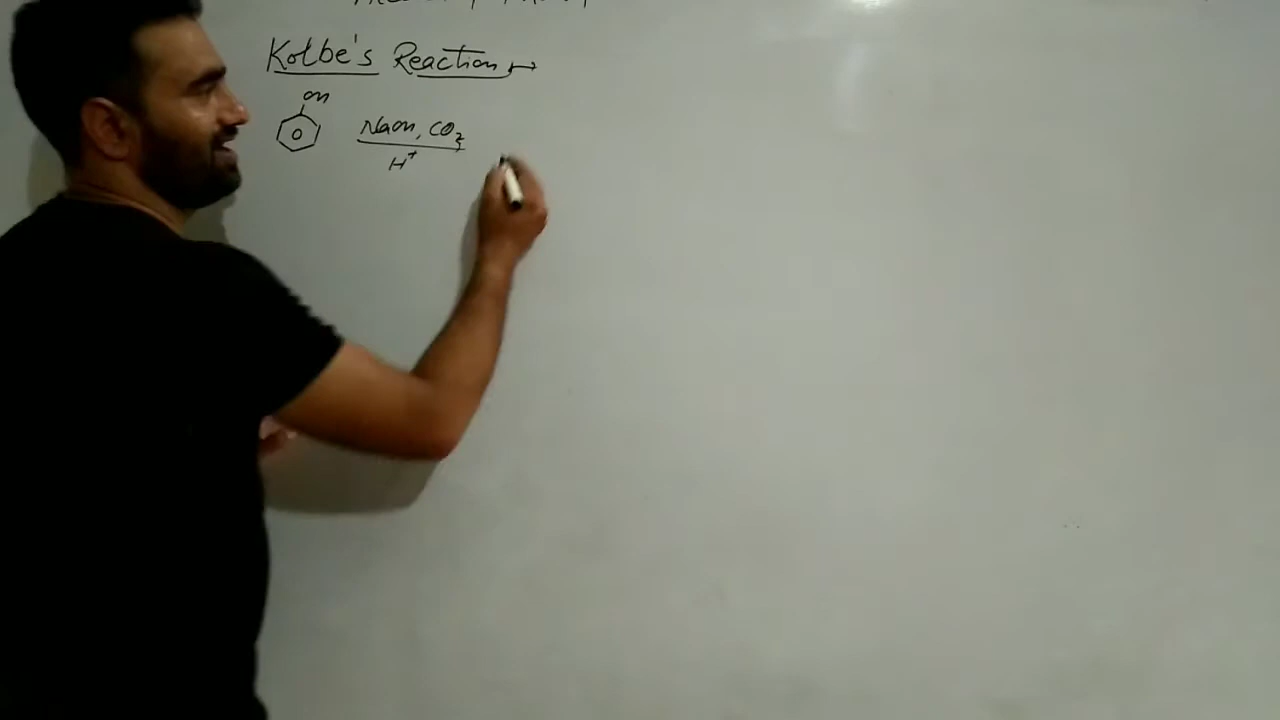 Kolbe's Reaction →
OH
NaOH, CO2
H+